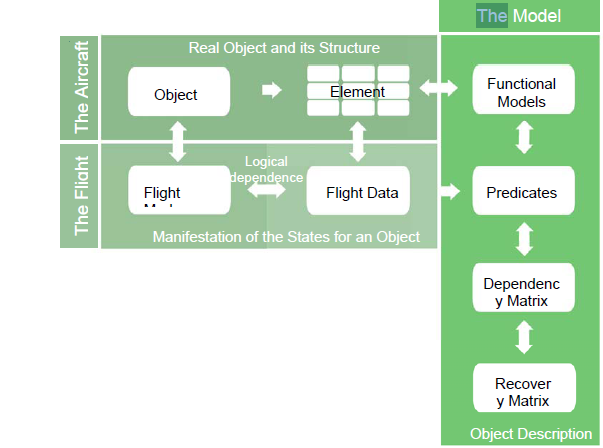 The Model
Real Object and its Structure
The Aircraft
Object
Element
Functional
Models
The Flight
Logical
dependence
Flight
Flight Data
Predicates
Manifestation of the States for an Object
Dependenc
y Matrix
Recover
y Matrix
Object Description